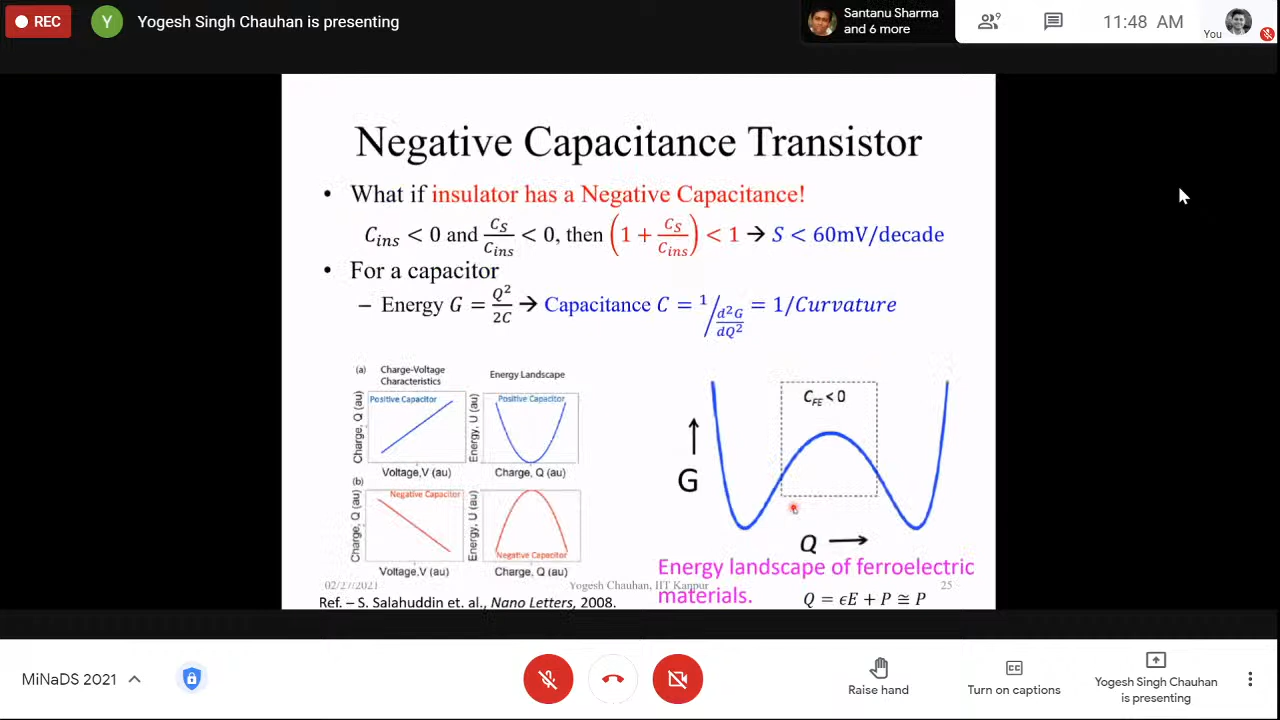 REC
Y
Yogesh Singh Chauhan is presenting
Santanu Sharma
and 6 more
9
11:48 AM
You
Negative Capacitance Transistor
• What if insulator has a Negative Capacitance!
C_ins < 0 and C_S/C_ins < 0, then (1 + C_S/C_ins) < 1 → S < 60mV/decade
• For a capacitor
– Energy G = Q²/2C → Capacitance C = 1/(d²G/dQ²) = 1/Curvature
(a) Charge-Voltage
Characteristics
Energy Landscape
Charge, Q (au)
Positive Capacitor
Voltage,V (au)
Energy, U (au)
Positive Capacitor
Charge, Q (au)
(b)
Charge, Q (au)
Negative Capacitor
Voltage,V (au)
Energy, U (au)
Negative Capacitor
Charge, Q (au)
C_FE < 0
G
Q
Energy landscape of ferroelectric
materials.
Q = ϵE + P ≅ P
02/27/2021
Yogesh Chauhan, IIT Kanpur
25
Ref. – S. Salahuddin et. al., Nano Letters, 2008.
MiNaDS 2021
Raise hand
CC
Turn on captions
Yogesh Singh Chauhan
is presenting